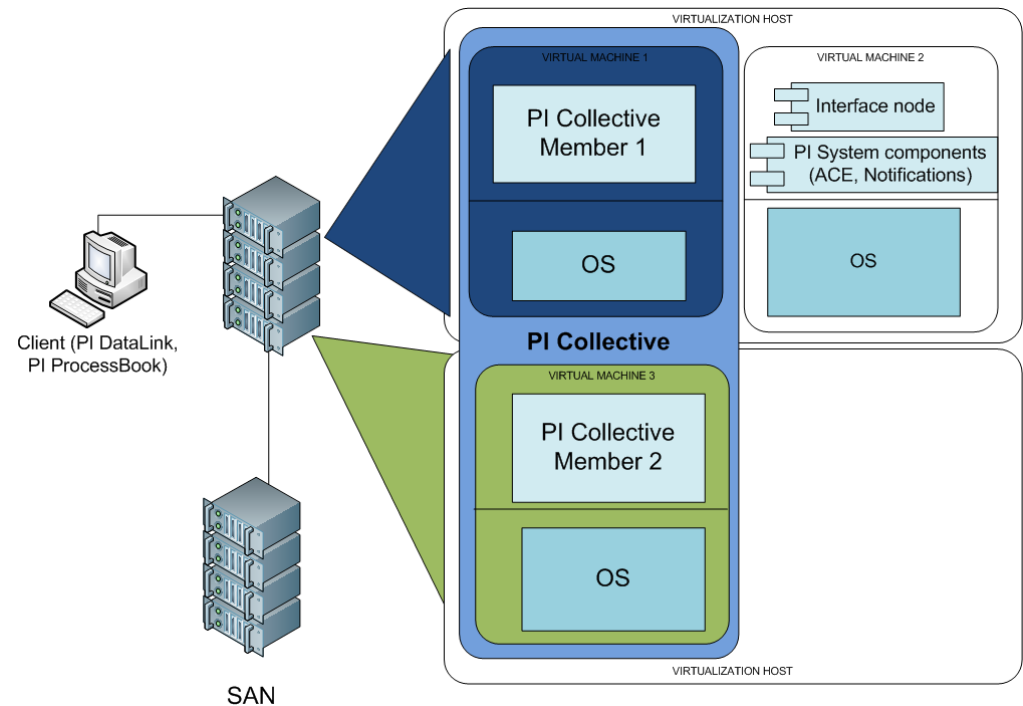 VIRTUALIZATION HOST
VIRTUAL MACHINE 1
PI Collective
Member 1
OS
VIRTUAL MACHINE 2
Interface node
PI System components
(ACE, Notifications)
OS
Client (PI DataLink,
PI ProcessBook)
PI Collective
VIRTUAL MACHINE 3
PI Collective
Member 2
OS
VIRTUALIZATION HOST
SAN